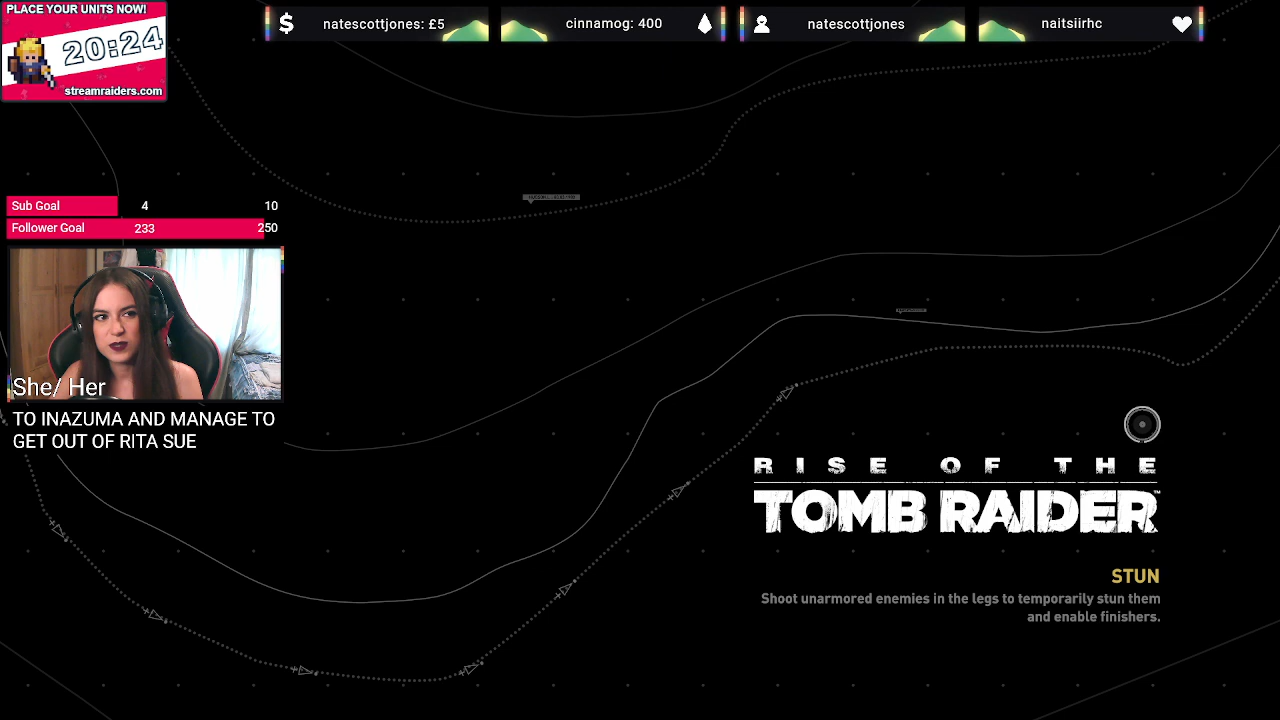 PLACE YOUR UNITS NOW!
20:24
streamraiders.com
natescottjones: £5
cinnamog: 400
natescottjones
naitsiirhc
Sub Goal 4 10
Follower Goal 233 250
She/ Her
TO INAZUMA AND MANAGE TO
GET OUT OF RITA SUE
RISE OF THE
TOMB RAIDER™
STUN
Shoot unarmored enemies in the legs to temporarily stun them
and enable finishers.